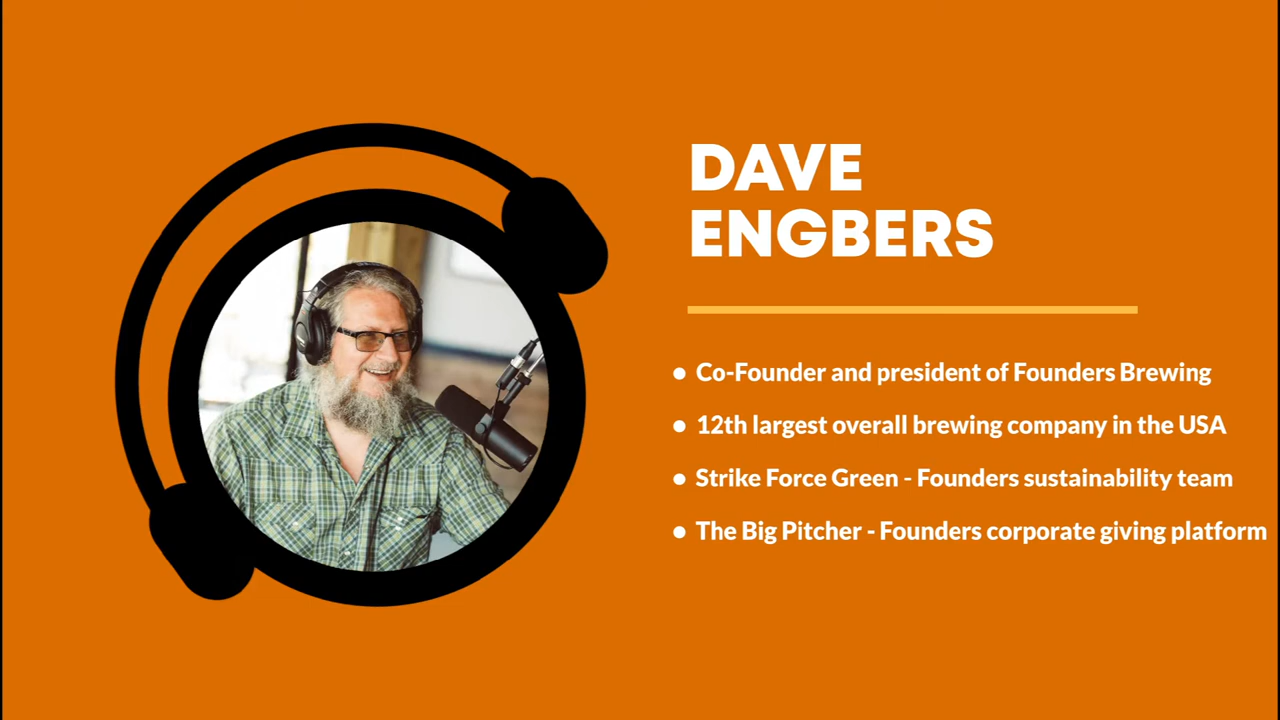 DAVE
ENGBERS
• Co-Founder and president of Founders Brewing
• 12th largest overall brewing company in the USA
• Strike Force Green - Founders sustainability team
• The Big Pitcher - Founders corporate giving platform